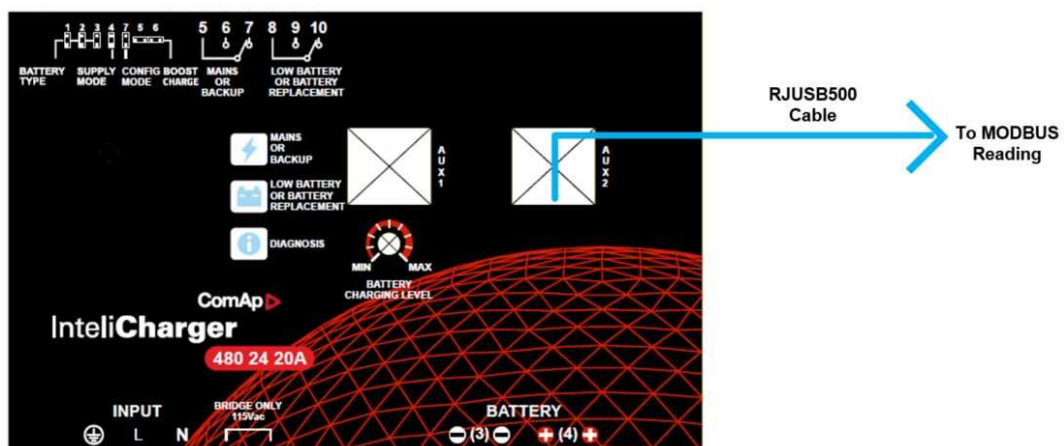 1 2 3 4 7 5 6
5 6 7 8 9 10
BATTERY TYPE
SUPPLY MODE
CONFIG MODE
BOOST CHARGE
MAINS OR BACKUP
LOW BATTERY OR BATTERY REPLACEMENT
RJUSB500
Cable
To MODBUS
Reading
MAINS
OR
BACKUP
AUX1
AUX2
LOW BATTERY
OR BATTERY
REPLACEMENT
DIAGNOSIS
MIN MAX
BATTERY
CHARGING LEVEL
ComAp
InteliCharger
480 24 20A
INPUT
BRIDGE ONLY
115Vac
BATTERY
L N
(3) (4)